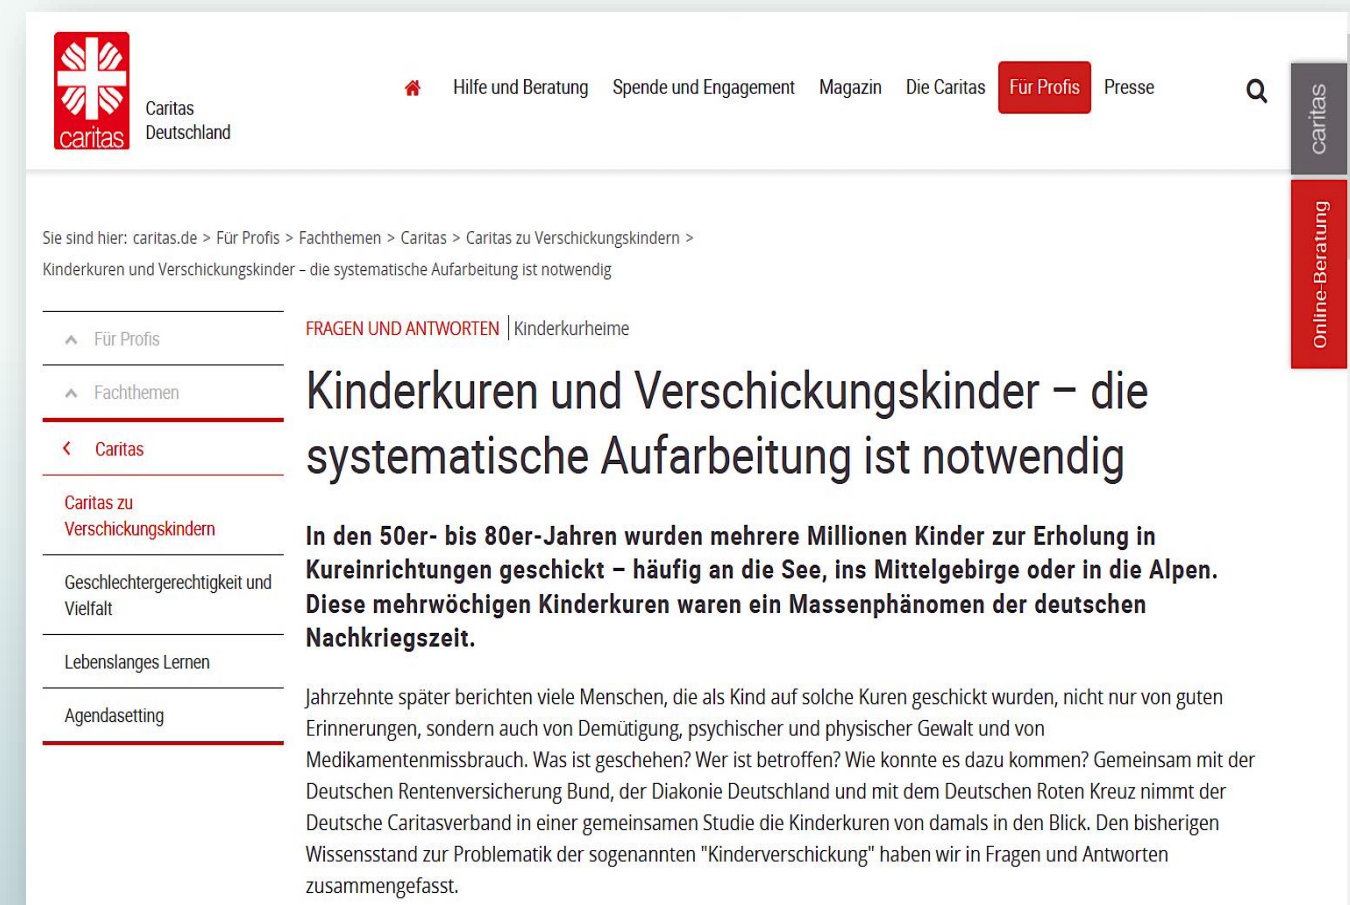 caritas
Caritas
Deutschland
Hilfe und Beratung Spende und Engagement Magazin Die Caritas Für Profis Presse
caritas
Online-Beratung
Sie sind hier: caritas.de > Für Profis > Fachthemen > Caritas > Caritas zu Verschickungskindern >
Kinderkuren und Verschickungskinder – die systematische Aufarbeitung ist notwendig
Für Profis
Fachthemen
Caritas
Caritas zu
Verschickungskindern
Geschlechtergerechtigkeit und
Vielfalt
Lebenslanges Lernen
Agendasetting
FRAGEN UND ANTWORTEN | Kinderkurheime
Kinderkuren und Verschickungskinder – die
systematische Aufarbeitung ist notwendig
In den 50er- bis 80er-Jahren wurden mehrere Millionen Kinder zur Erholung in
Kureinrichtungen geschickt – häufig an die See, ins Mittelgebirge oder in die Alpen.
Diese mehrwöchigen Kinderkuren waren ein Massenphänomen der deutschen
Nachkriegszeit.
Jahrzehnte später berichten viele Menschen, die als Kind auf solche Kuren geschickt wurden, nicht nur von guten
Erinnerungen, sondern auch von Demütigung, psychischer und physischer Gewalt und von
Medikamentenmissbrauch. Was ist geschehen? Wer ist betroffen? Wie konnte es dazu kommen? Gemeinsam mit der
Deutschen Rentenversicherung Bund, der Diakonie Deutschland und mit dem Deutschen Roten Kreuz nimmt der
Deutsche Caritasverband in einer gemeinsamen Studie die Kinderkuren von damals in den Blick. Den bisherigen
Wissensstand zur Problematik der sogenannten "Kinderverschickung" haben wir in Fragen und Antworten
zusammengefasst.